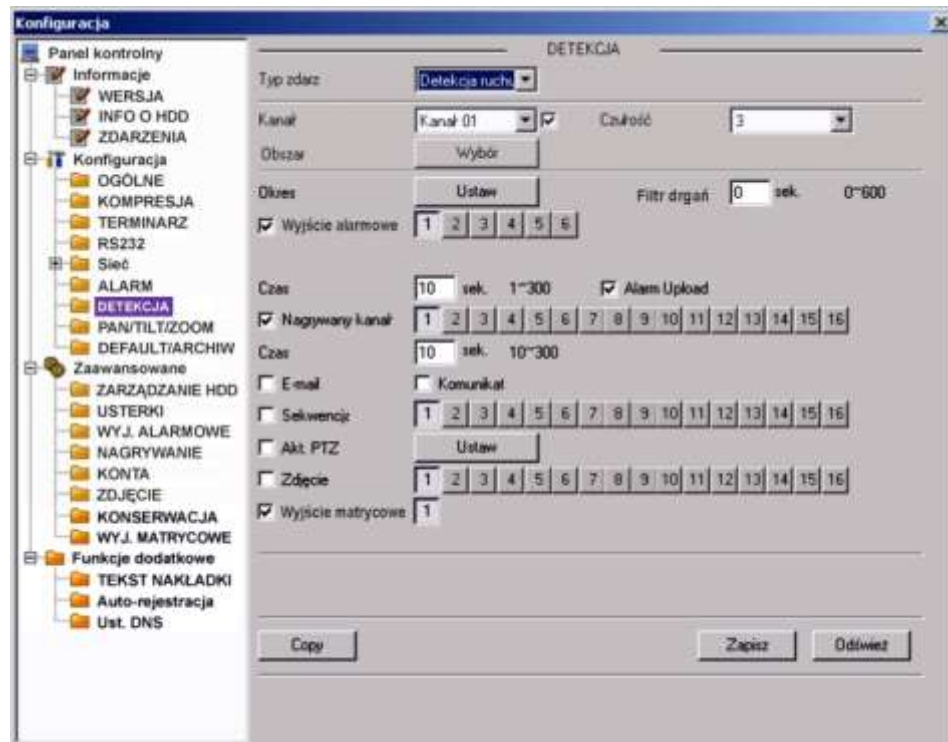 Konfiguracja
Panel kontrolny
Informacje
WERSJA
INFO O HDD
ZDARZENIA
Konfiguracja
OGÓLNE
KOMPRESJA
TERMINARZ
RS232
Sieć
ALARM
DETEKCJA
PAN/TILT/ZOOM
DEFAULT/ARCHIW
Zaawansowane
ZARZĄDZANIE HDD
USTERKI
WYJ. ALARMOWE
NAGRYWANIE
KONTA
ZDJĘCIE
KONSERWACJA
WYJ. MATRYCOWE
Funkcje dodatkowe
TEKST NAKŁADKI
Auto-rejestracja
Ust. DNS
DETEKCJA
Typ zdarz Detekcja ruchu
Kanał Kanał 01 Czułość 3
Obszar Wybór
Okres Ustaw Filtr drgań 0 sek. 0~600
Wyjście alarmowe 1 2 3 4 5 6
Czas 10 sek. 1~300 Alarm Upload
Nagrywany kanał 1 2 3 4 5 6 7 8 9 10 11 12 13 14 15 16
Czas 10 sek. 10~300
E-mail Komunikat
Sekwencja 1 2 3 4 5 6 7 8 9 10 11 12 13 14 15 16
Akt. PTZ Ustaw
Zdjęcie 1 2 3 4 5 6 7 8 9 10 11 12 13 14 15 16
Wyjście matrycowe 1
Copy Zapisz Odśwież